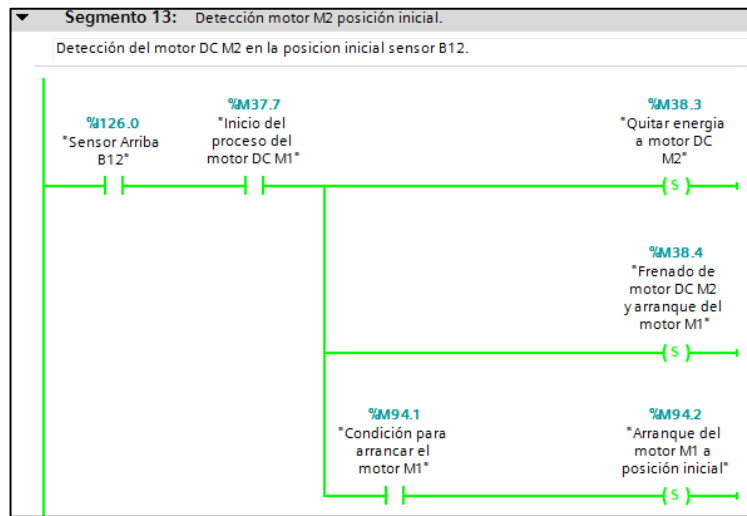 Segmento 13: Detección motor M2 posición inicial.
Detección del motor DC M2 en la posicion inicial sensor B12.
%I126.0
"Sensor Arriba
B12"
%M37.7
"Inicio del
proceso del
motor DC M1"
%M38.3
"Quitar energia
a motor DC
M2"
S
%M38.4
"Frenado de
motor DC M2
y arranque del
motor M1"
S
%M94.1
"Condición para
arrancar el
motor M1"
%M94.2
"Arranque del
motor M1 a
posición inicial"
S